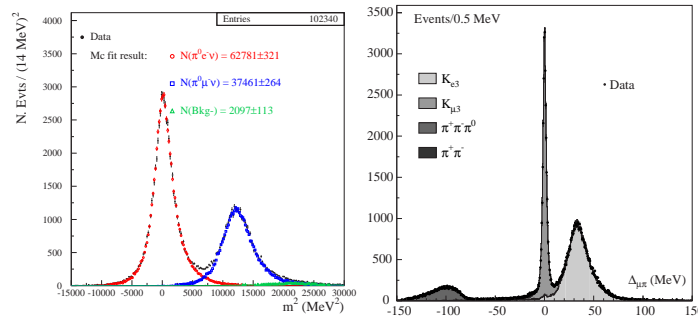 Entries 102340
Data
Mc fit result:
N(π⁰e⁻ν) = 62781±321
N(π⁰μ⁻ν) = 37461±264
N(Bkg-) = 2097±113
N. Evts / (14 MeV)²
4000
3500
3000
2500
2000
1500
1000
500
0
-15000 -10000 -5000 0 5000 10000 15000 20000 25000 30000
m² (MeV²)
Events/0.5 MeV
Data
K_e3
K_μ3
π⁺π⁻π⁰
π⁺π⁻
3500
3000
2500
2000
1500
1000
500
0
-150 -100 -50 0 50 100 15
Δ_μπ (MeV)